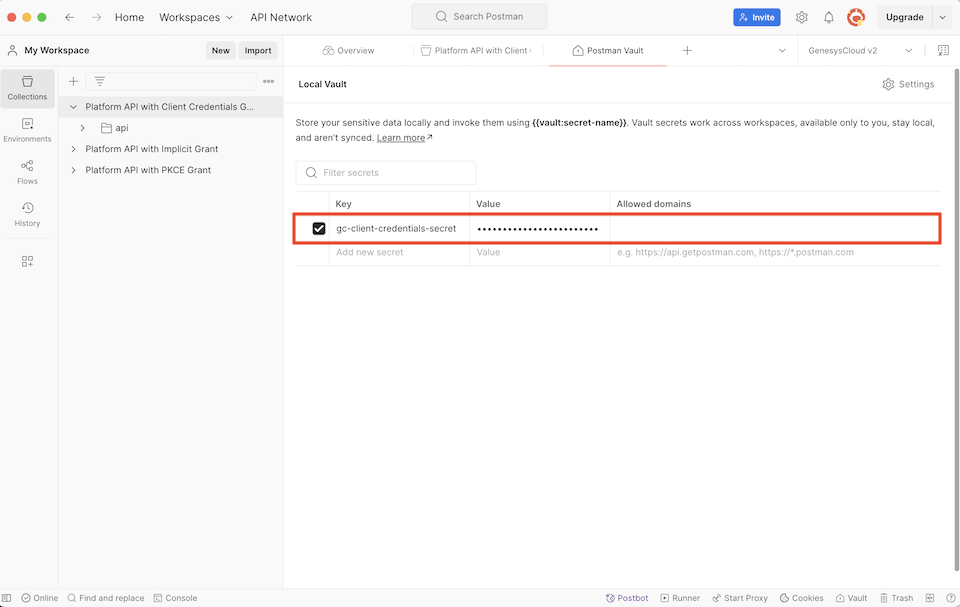 Home
Workspaces
API Network
Search Postman
Invite
Upgrade
My Workspace
New
Import
Overview
Platform API with Client
Postman Vault
GenesysCloud v2
Collections
Environments
Flows
History
Platform API with Client Credentials G...
api
Platform API with Implicit Grant
Platform API with PKCE Grant
Local Vault
Settings
Store your sensitive data locally and invoke them using {{vault:secret-name}}. Vault secrets work across workspaces, available only to you, stay local,
and aren't synced. Learn more
Filter secrets
Key Value Allowed domains
gc-client-credentials-secret ••••••••••••••••••••••••
Add new secret Value e.g. https://api.getpostman.com, https://*.postman.com
Online
Find and replace
Console
Postbot
Runner
Start Proxy
Cookies
Vault
Trash